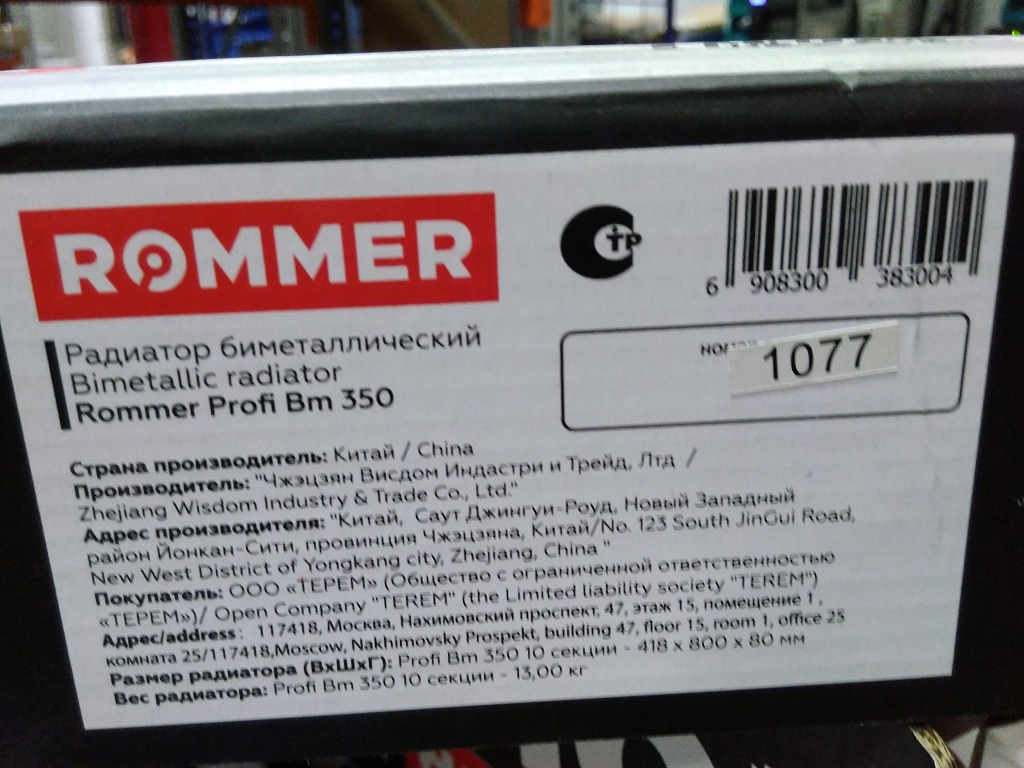 ROMMER
тр
6 908300 383004
Радиатор биметаллический
Bimetallic radiator
Rommer Profi Bm 350
1077
Страна производитель: Китай / China
Производитель: "Чжэцзян Висдом Индастри и Трейд, Лтд /
Zhejiang Wisdom Industry & Trade Co., Ltd."
Адрес производителя: "Китай, Саут Джингуи-Роуд, Новый Западный
район Йонкан-Сити, провинция Чжэцзяна, Китай/No. 123 South JinGui Road,
New West District of Yongkang city, Zhejiang, China "
Покупатель: ООО «ТЕРЕМ» (Общество с ограниченной ответственностью
«ТЕРЕМ»)/ Open Company "TEREM" (the Limited liability society "TEREM")
Адрес/address: 117418, Москва, Нахимовский проспект, 47, этаж 15, помещение 1,
комната 25/117418,Moscow, Nakhimovsky Prospekt, building 47, floor 15, room 1, office 25
Размер радиатора (ВхШхГ): Profi Bm 350 10 секции - 418 x 800 x 80 мм
Вес радиатора: Profi Bm 350 10 секции - 13,00 кг